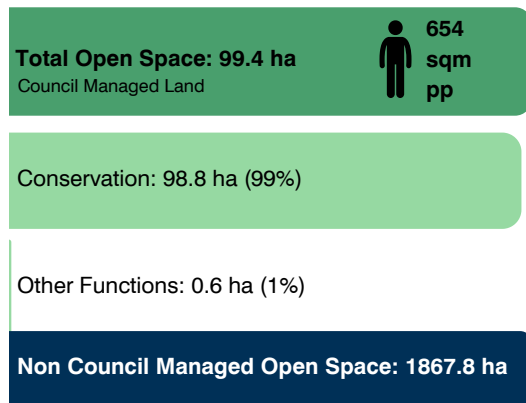 Total Open Space: 99.4 ha
Council Managed Land
654
sqm
pp
Conservation: 98.8 ha (99%)
Other Functions: 0.6 ha (1%)
Non Council Managed Open Space: 1867.8 ha